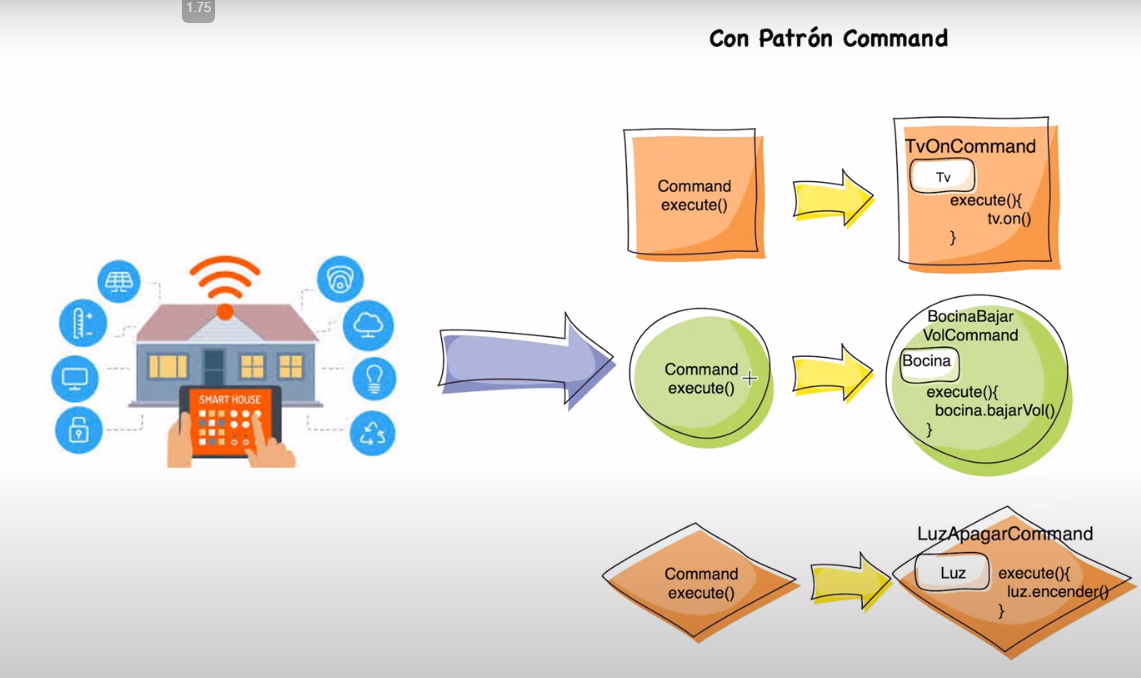 1.75
Con Patrón Command
SMART HOUSE
Command
execute()
TvOnCommand
Tv
execute(){
tv.on()
}
Command
execute()
BocinaBajar
VolCommand
Bocina
execute(){
bocina.bajarVol()
}
Command
execute()
LuzApagarCommand
Luz
execute(){
luz.encender()
}